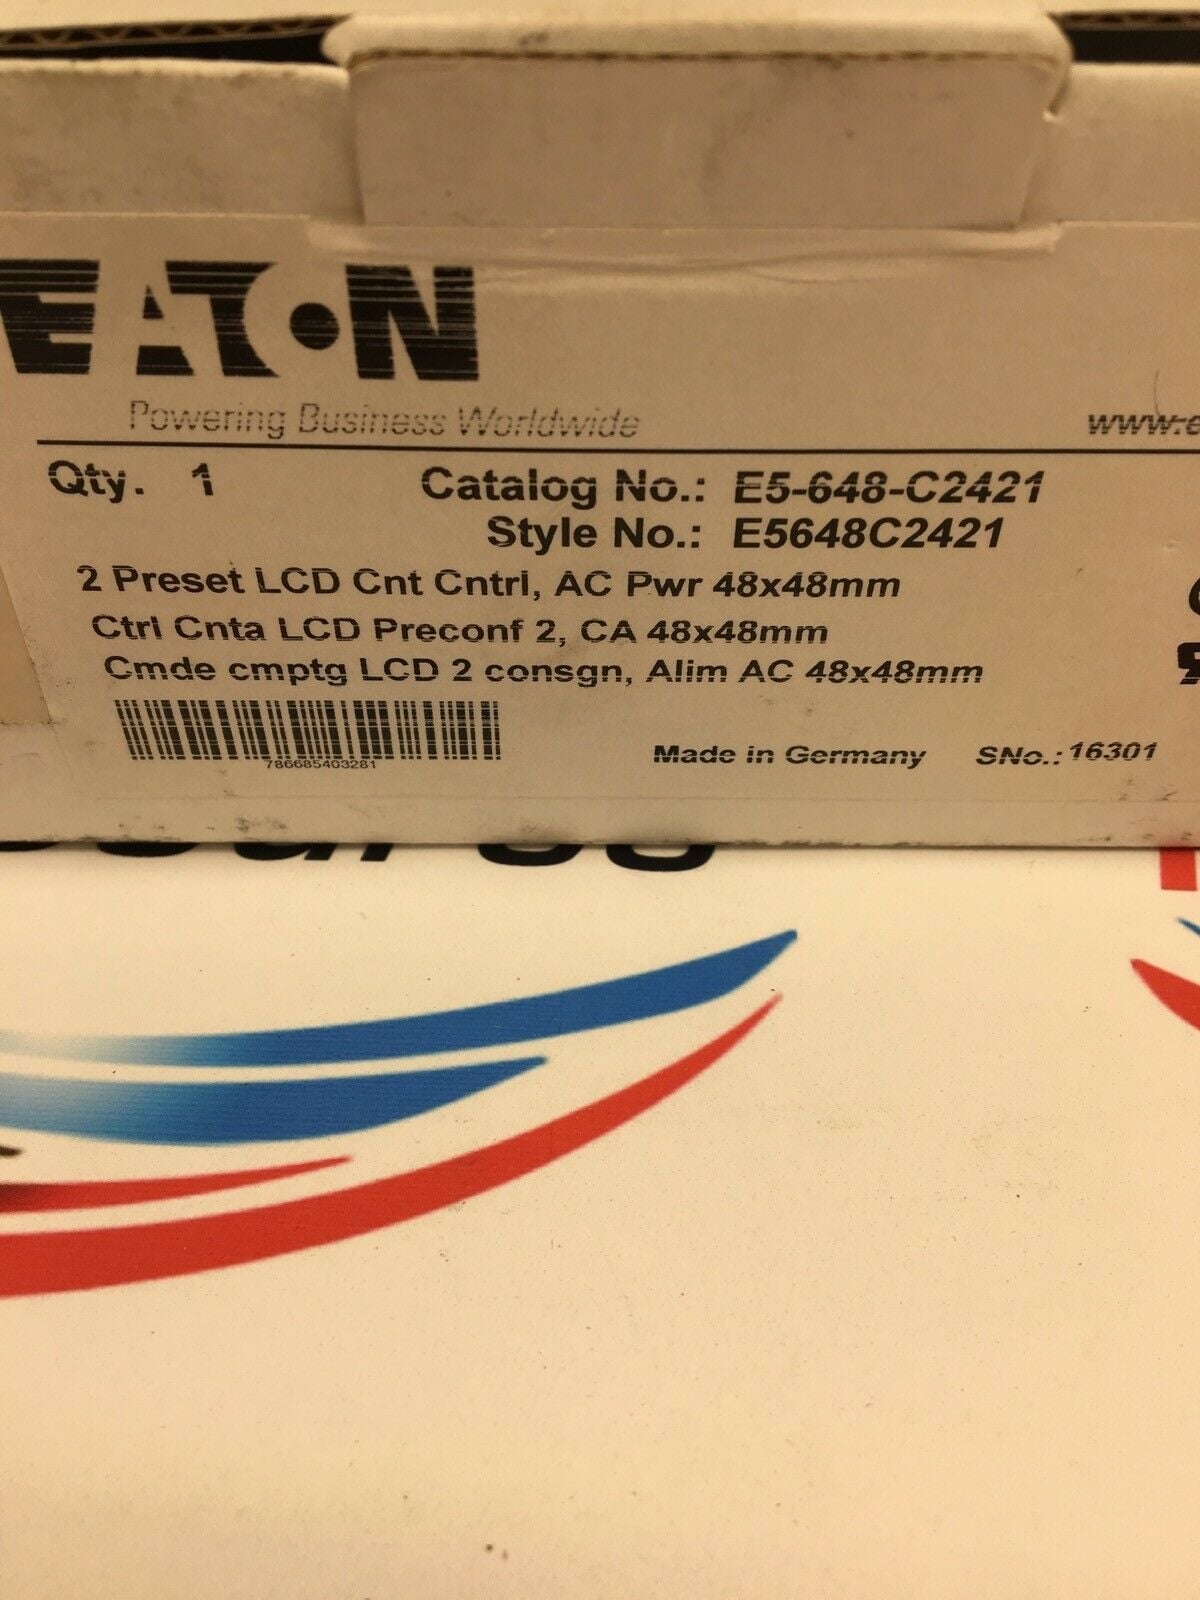 EATON
Powering Business Worldwide
www.e
Qty. 1 Catalog No.: E5-648-C2421
Style No.: E5648C2421
2 Preset LCD Cnt Cntrl, AC Pwr 48x48mm
Ctrl Cnta LCD Preconf 2, CA 48x48mm
Cmde cmptg LCD 2 consgn, Alim AC 48x48mm
786685403281
Made in Germany SNo.: 16301